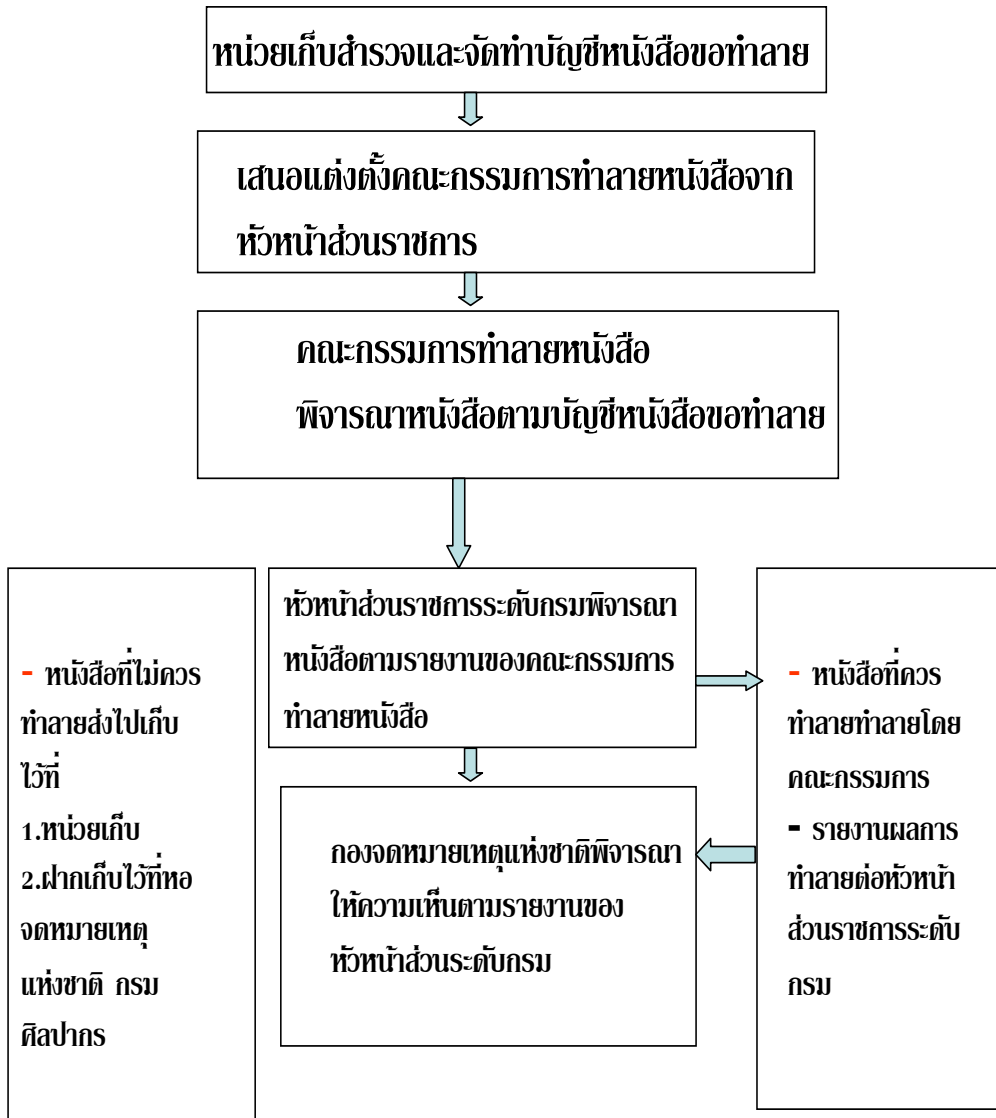 หน่วยเก็บสำรวจและจัดทำบัญชีหนังสือขอทำลาย
เสนอแต่งตั้งคณะกรรมการทำลายหนังสือจาก
หัวหน้าส่วนราชการ
คณะกรรมการทำลายหนังสือ
พิจารณาหนังสือตามบัญชีหนังสือขอทำลาย
- หนังสือที่ไม่ควร
ทำลายส่งไปเก็บ
ไว้ที่
1.หน่วยเก็บ
2.ฝากเก็บไว้ที่หอ
จดหมายเหตุ
แห่งชาติ กรม
ศิลปากร
หัวหน้าส่วนราชการระดับกรมพิจารณา
หนังสือตามรายงานของคณะกรรมการ
ทำลายหนังสือ
กองจดหมายเหตุแห่งชาติพิจารณา
ให้ความเห็นตามรายงานของ
หัวหน้าส่วนระดับกรม
- หนังสือที่ควร
ทำลายทำลายโดย
คณะกรรมการ
- รายงานผลการ
ทำลายต่อหัวหน้า
ส่วนราชการระดับ
กรม